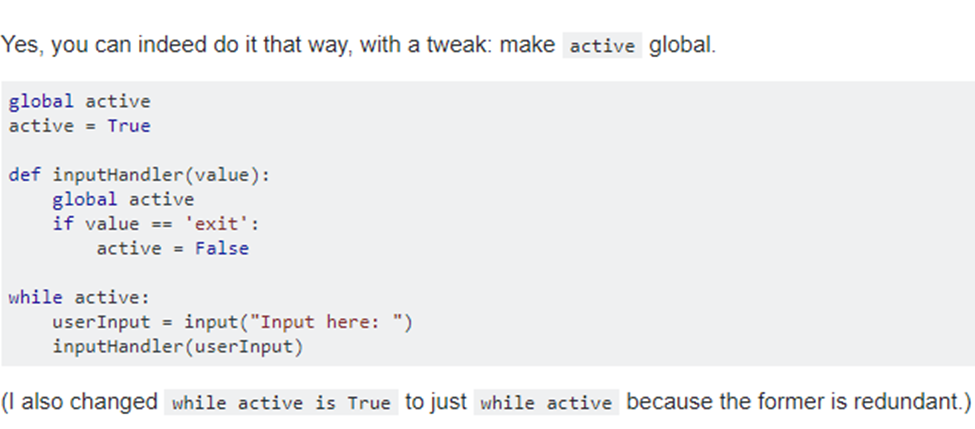 Yes, you can indeed do it that way, with a tweak: make active global.
global active
active = True
def inputHandler(value):
    global active
    if value == 'exit':
        active = False
while active:
    userInput = input("Input here: ")
    inputHandler(userInput)
(I also changed while active is True to just while active because the former is redundant.)